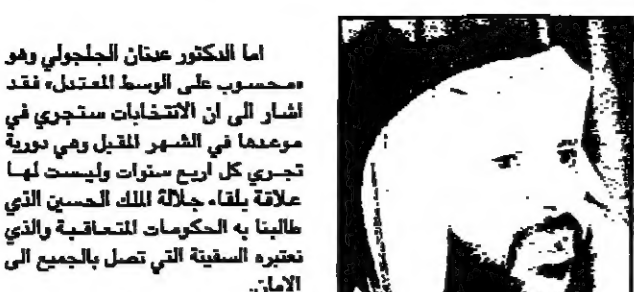 اما الدكتور عدنان الجلجولي وهو
«محسوب على الوسط المعتدل» فقد
اشار الى ان الانتخابات ستجري في
موعدها في الشهر المقبل وهي دورية
تجري كل اربع سنوات وليست لها
علاقة بلقاء جلالة الملك الحسين التي
طالبنا به الحكومات المتعاقبة والذي
نعتبره السفينة التي تصل بالجميع الى
الامان.